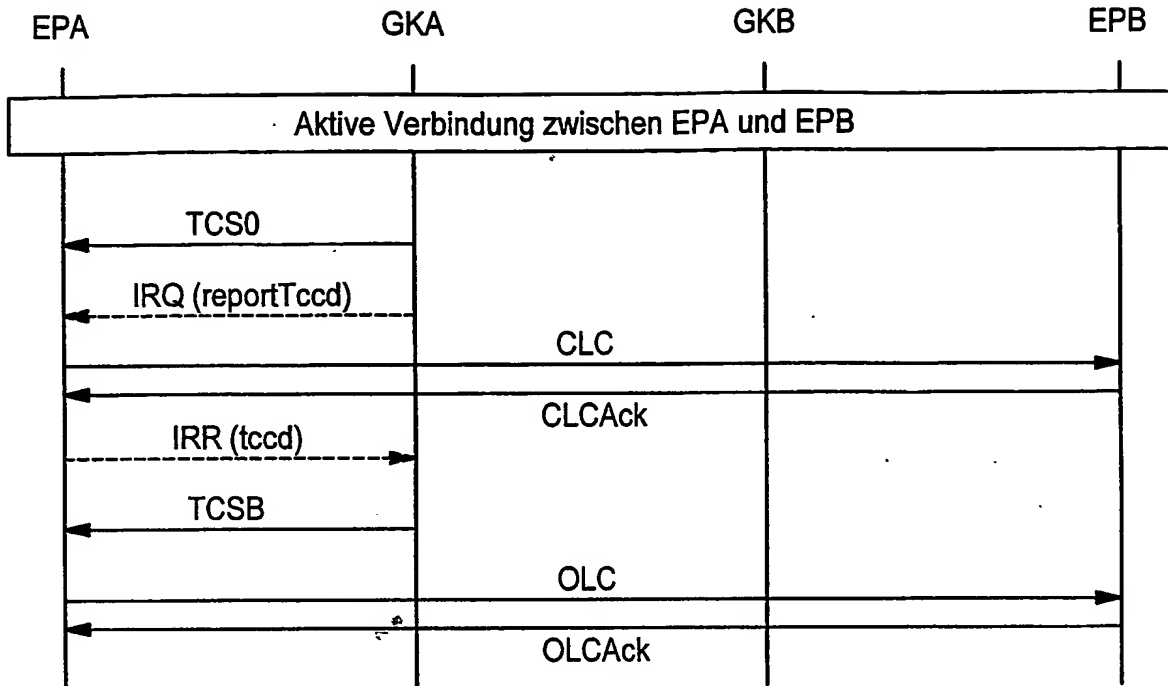 EPA GKA GKB EPB
Aktive Verbindung zwischen EPA und EPB
TCS0
IRQ (reportTccd)
CLC
CLCAck
IRR (tccd)
TCSB
OLC
OLCAck